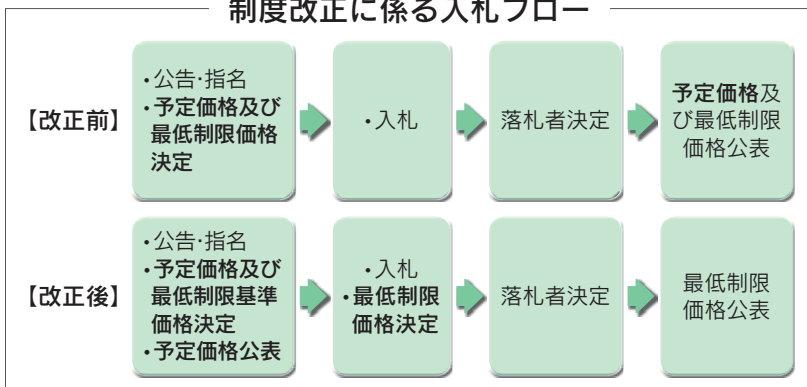 制度改正に係る入札フロー
【改正前】
・公告・指名
・予定価格及び
最低制限価格
決定
・入札
落札者決定
予定価格及
び最低制限
価格公表
【改正後】
・公告・指名
・予定価格及び
最低制限基準
価格決定
・予定価格公表
・入札
・最低制限
価格決定
落札者決定
最低制限
価格公表